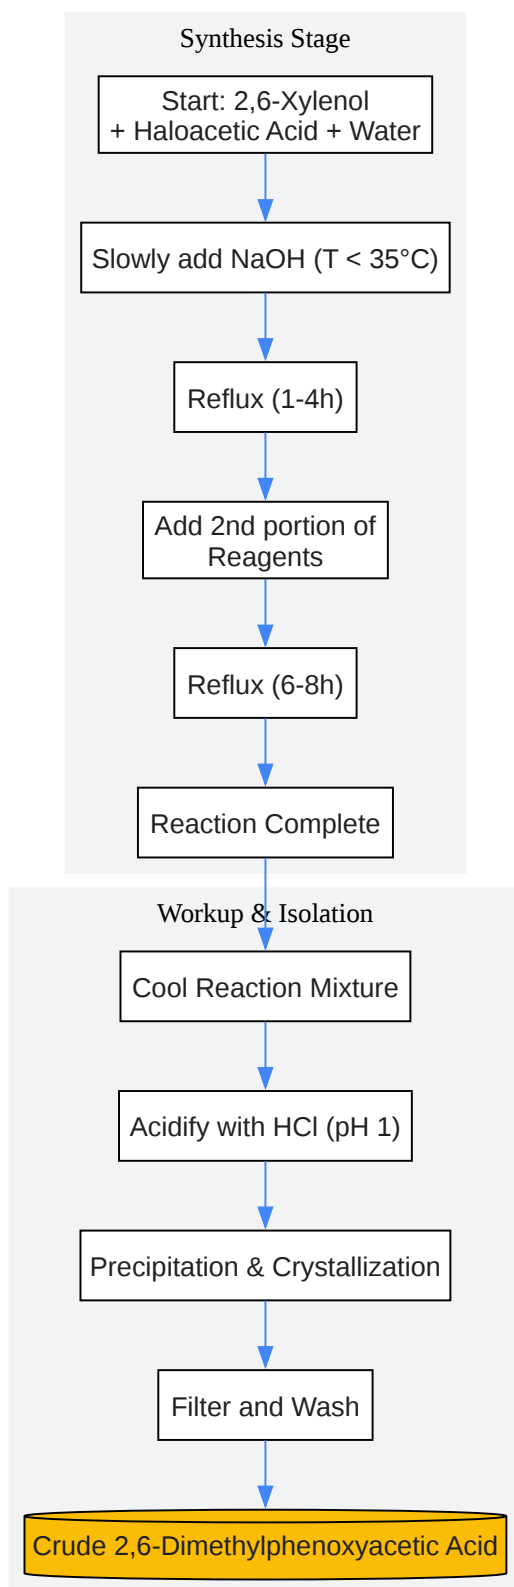 Synthesis Stage
Start: 2,6-Xylenol
+ Haloacetic Acid + Water
Slowly add NaOH (T < 35°C)
Reflux (1-4h)
Add 2nd portion of
Reagents
Reflux (6-8h)
Reaction Complete
Workup & Isolation
Cool Reaction Mixture
Acidify with HCl (pH 1)
Precipitation & Crystallization
Filter and Wash
Crude 2,6-Dimethylphenoxyacetic Acid